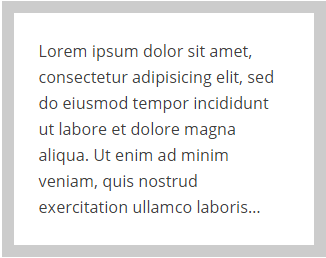 Lorem ipsum dolor sit amet,
consectetur adipisicing elit, sed
do eiusmod tempor incididunt
ut labore et dolore magna
aliqua. Ut enim ad minim
veniam, quis nostrud
exercitation ullamco laboris...